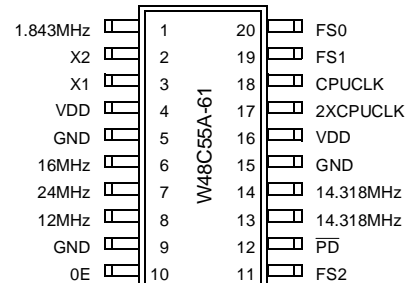 1.843MHz 1 20 FS0
X2 2 19 FS1
X1 3 18 CPUCLK
VDD 4 17 2XCPUCLK
GND 5 16 VDD
16MHz 6 15 GND
24MHz 7 14 14.318MHz
12MHz 8 13 14.318MHz
GND 9 12 P̅D̅
0E 10 11 FS2
W48C55A-61